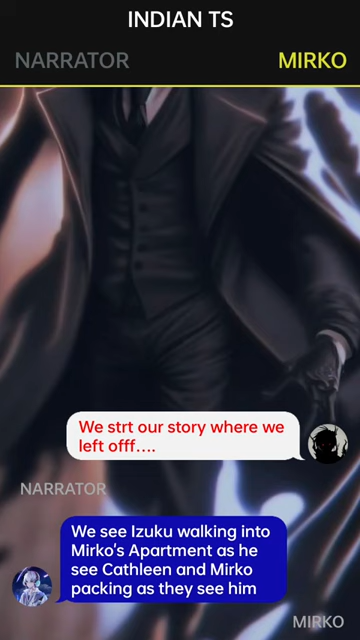 INDIAN TS
NARRATOR MIRKO
We strt our story where we
left offf....
NARRATOR
We see Izuku walking into
Mirko's Apartment as he
see Cathleen and Mirko
packing as they see him
MIRKO